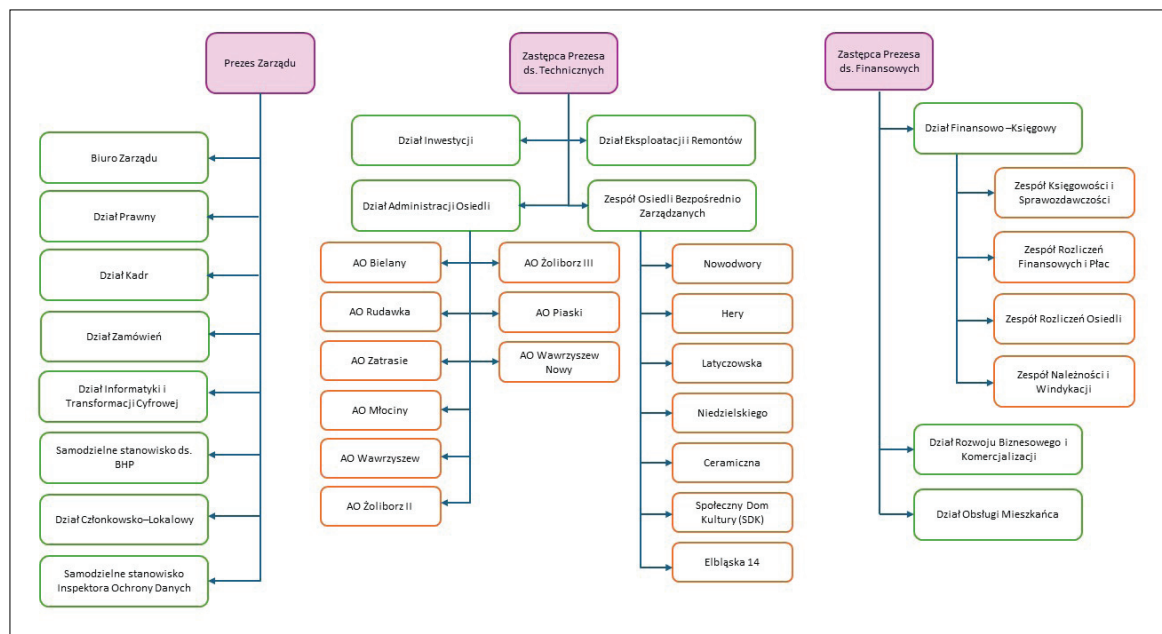 Prezes Zarządu
Biuro Zarządu
Dział Prawny
Dział Kadr
Dział Zamówień
Dział Informatyki i
Transformacji Cyfrowej
Samodzielne stanowisko ds.
BHP
Dział Członkowsko–Lokalowy
Samodzielne stanowisko
Inspektora Ochrony Danych
Zastępca Prezesa
ds. Technicznych
Dział Inwestycji
Dział Eksploatacji i Remontów
Dział Administracji Osiedli
Zespół Osiedli Bezpośrednio
Zarządzanych
AO Bielany
AO Żoliborz III
AO Rudawka
AO Piaski
AO Zatrasie
AO Wawrzyszew
Nowy
AO Młociny
AO Wawrzyszew
AO Żoliborz II
Nowodwory
Hery
Latyczowska
Niedzielskiego
Ceramiczna
Społeczny Dom
Kultury (SDK)
Elbląska 14
Zastępca Prezesa
ds. Finansowych
Dział Finansowo –Księgowy
Zespół Księgowości i
Sprawozdawczości
Zespół Rozliczeń
Finansowych i Płac
Zespół Rozliczeń Osiedli
Zespół Należności i
Windykacji
Dział Rozwoju Biznesowego i
Komercjalizacji
Dział Obsługi Mieszkańca